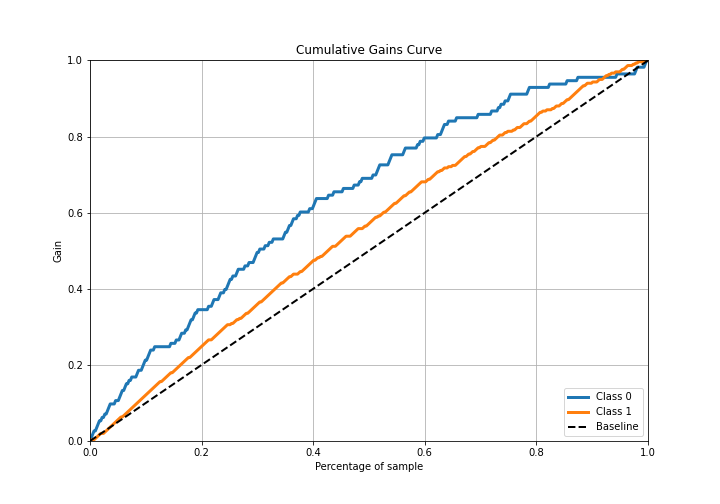 Cumulative Gains Curve
1.0
0.8
0.6
0.4
0.2
0.0
Gain
0.0 0.2 0.4 0.6 0.8 1.0
Percentage of sample
Class 0
Class 1
Baseline